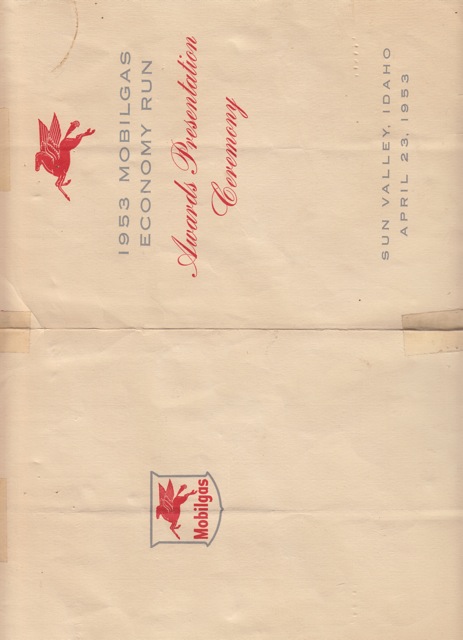 1953 MOBILGAS
ECONOMY RUN
Awards Presentation
Ceremony
SUN VALLEY, IDAHO
APRIL 23, 1953
Mobilgas